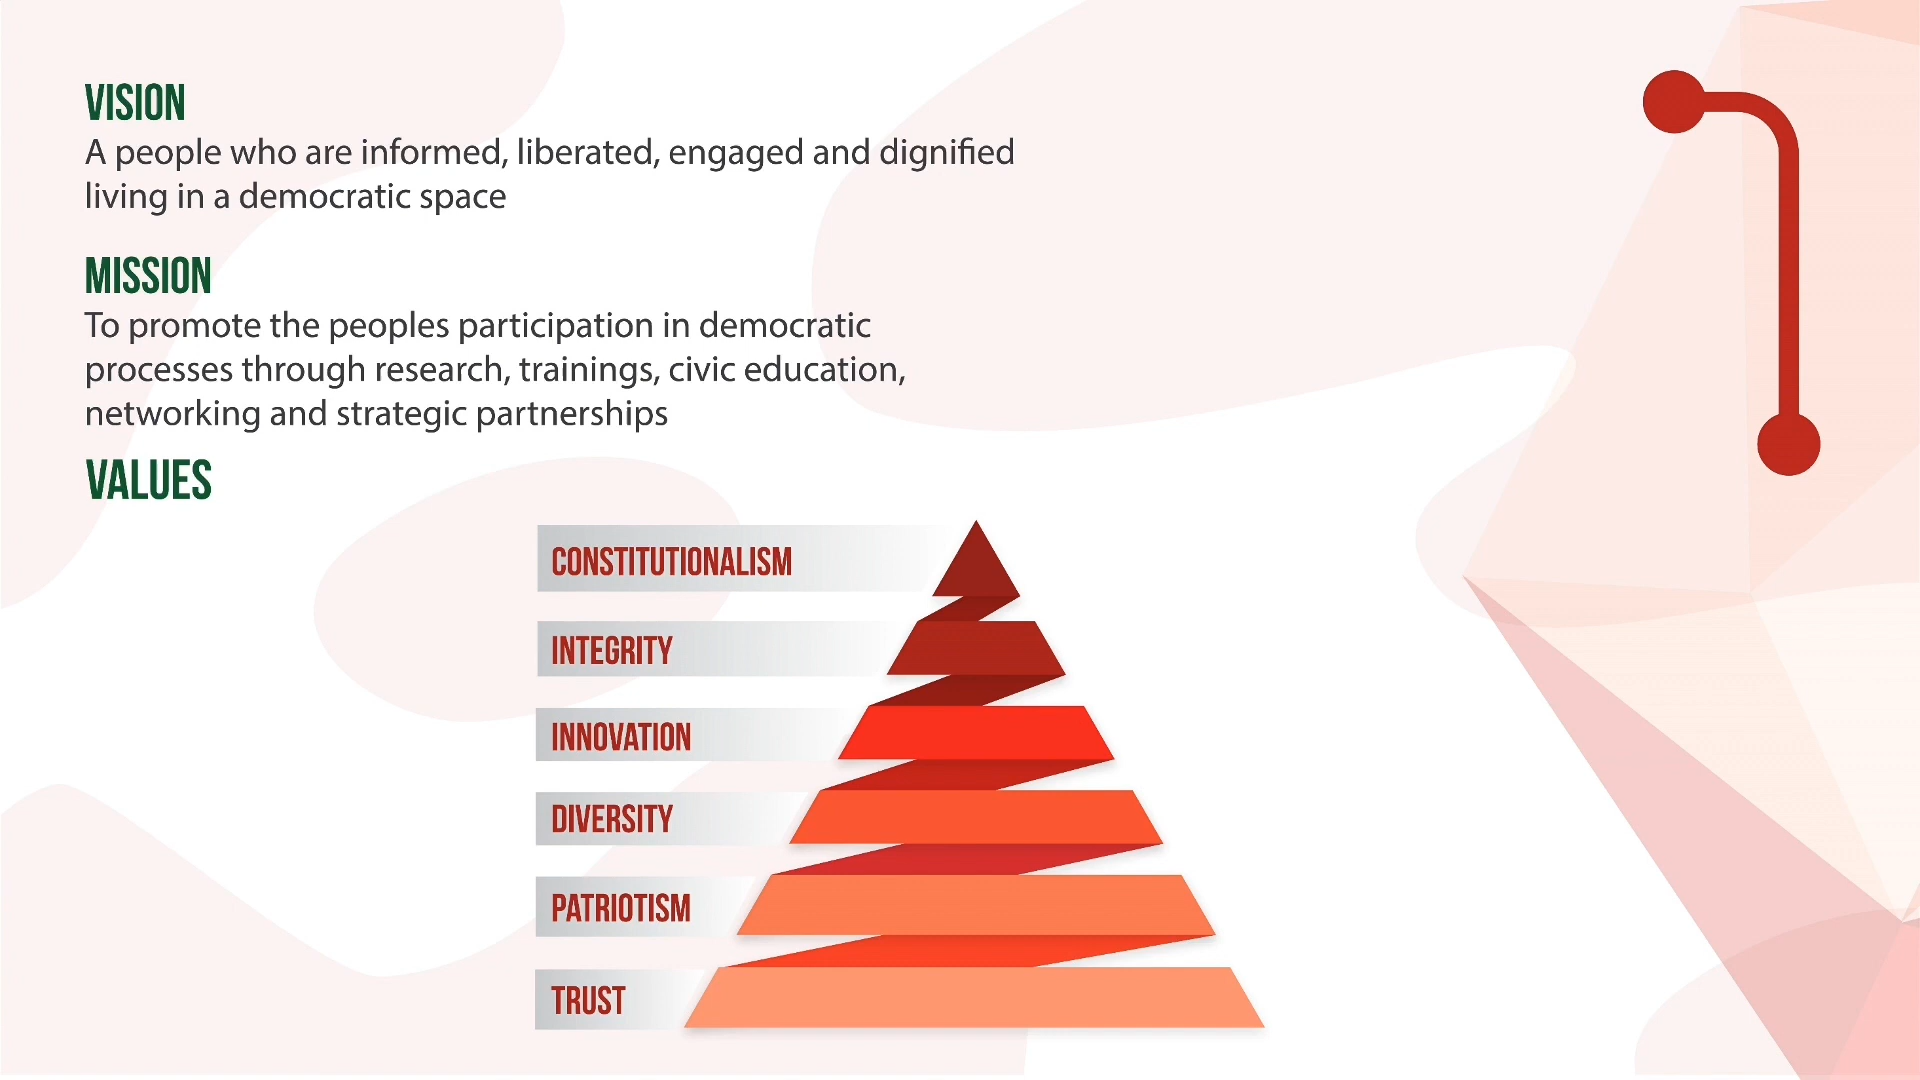 VISION
A people who are informed, liberated, engaged and dignified
living in a democratic space
MISSION
To promote the peoples participation in democratic
processes through research, trainings, civic education,
networking and strategic partnerships
VALUES
CONSTITUTIONALISM
INTEGRITY
INNOVATION
DIVERSITY
PATRIOTISM
TRUST